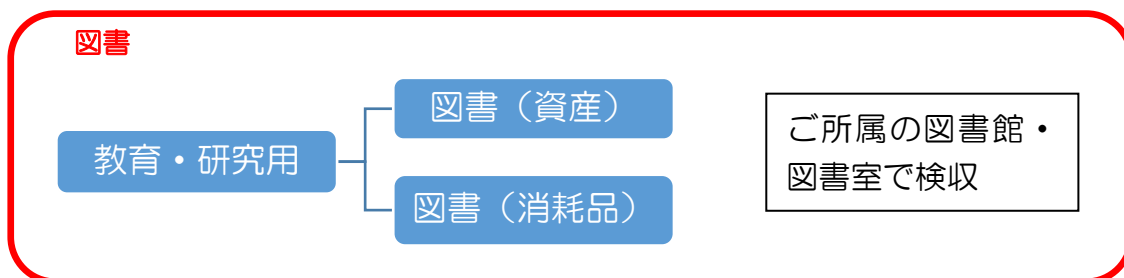 図書
教育・研究用
図書（資産）
図書（消耗品）
ご所属の図書館・
図書室で検収